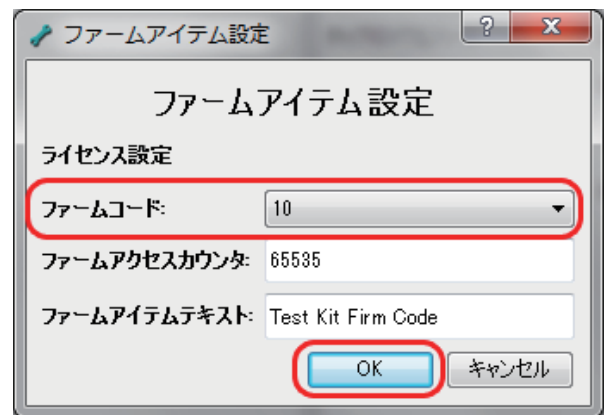 ファームアイテム設定
?
X
ファームアイテム設定
ライセンス設定
ファームコード: 10
ファームアクセスカウンタ: 65535
ファームアイテムテキスト: Test Kit Firm Code
OK キャンセル